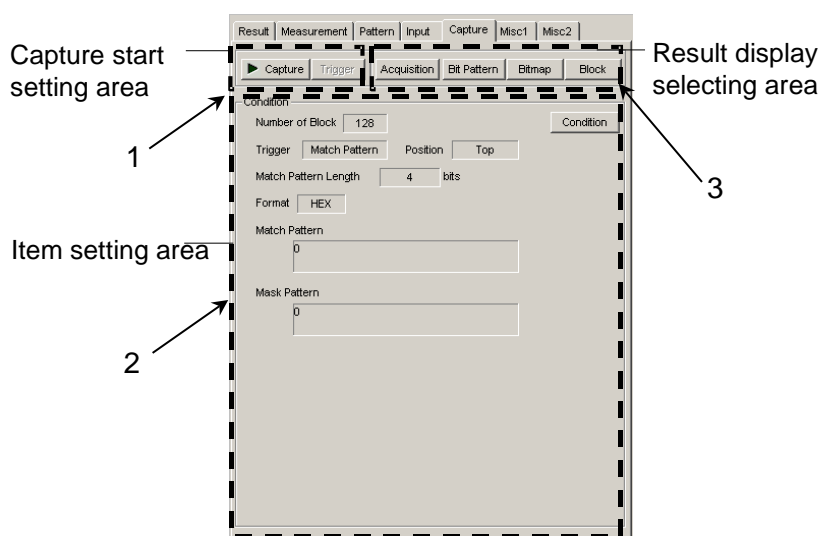 Result Measurement Pattern Input Capture Misc1 Misc2
Capture start
setting area
Result display
selecting area
Capture Trigger Acquisition Bit Pattern Bitmap Block
Condition
Number of Block 128 Condition
1
Trigger Match Pattern Position Top
3
Match Pattern Length 4 bits
Format HEX
Match Pattern
Item setting area
0
Mask Pattern
0
2